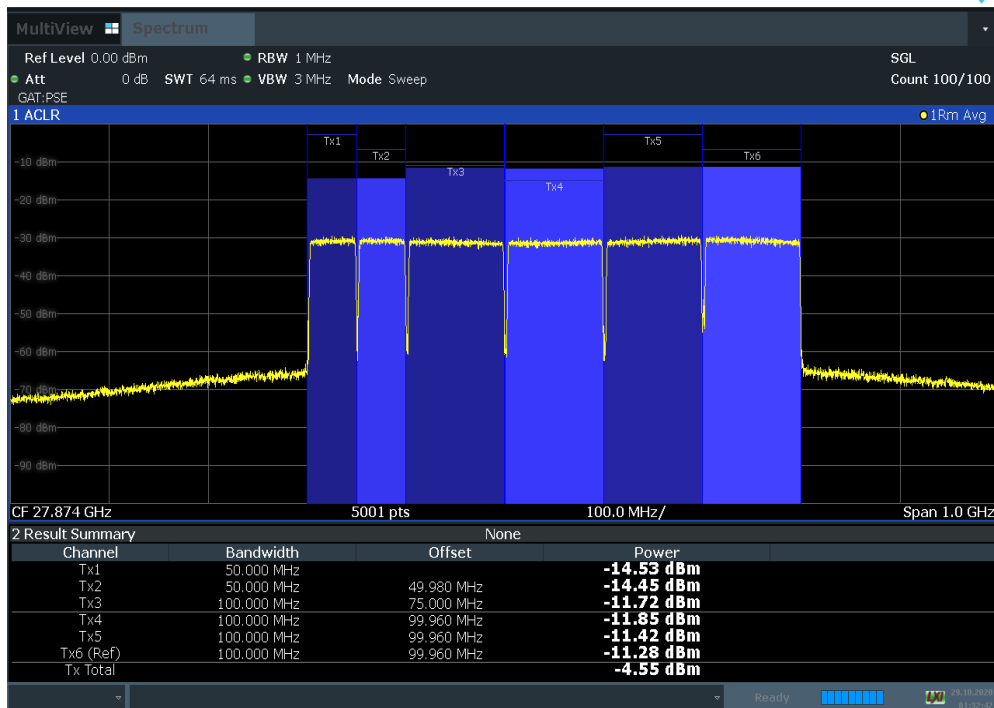 MultiView Spectrum
Ref Level 0.00 dBm RBW 1 MHz SGL
Att 0 dB SWT 64 ms VBW 3 MHz Mode Sweep Count 100/100
GAT:PSE
1 ACLR 1Rm Avg
Tx1 Tx5
Tx2 Tx6
-10 dBm
Tx3
Tx4
-20 dBm
-30 dBm
-40 dBm
-50 dBm
-60 dBm
-70 dBm
-80 dBm
-90 dBm
CF 27.874 GHz 5001 pts 100.0 MHz/ Span 1.0 GHz
2 Result Summary None
Channel Bandwidth Offset Power
Tx1 50.000 MHz -14.53 dBm
Tx2 50.000 MHz 49.980 MHz -14.45 dBm
Tx3 100.000 MHz 75.000 MHz -11.72 dBm
Tx4 100.000 MHz 99.960 MHz -11.85 dBm
Tx5 100.000 MHz 99.960 MHz -11.42 dBm
Tx6 (Ref) 100.000 MHz 99.960 MHz -11.28 dBm
Tx Total -4.55 dBm
Ready LXI 29.10.2020
01:32:42